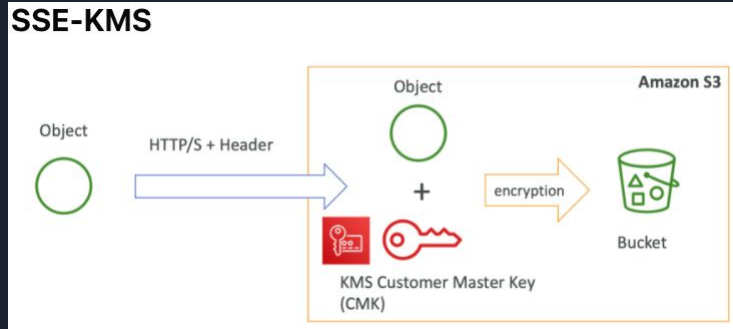 SSE-KMS
Object
HTTP/S + Header
Object
+
KMS Customer Master Key
(CMK)
encryption
Amazon S3
Bucket